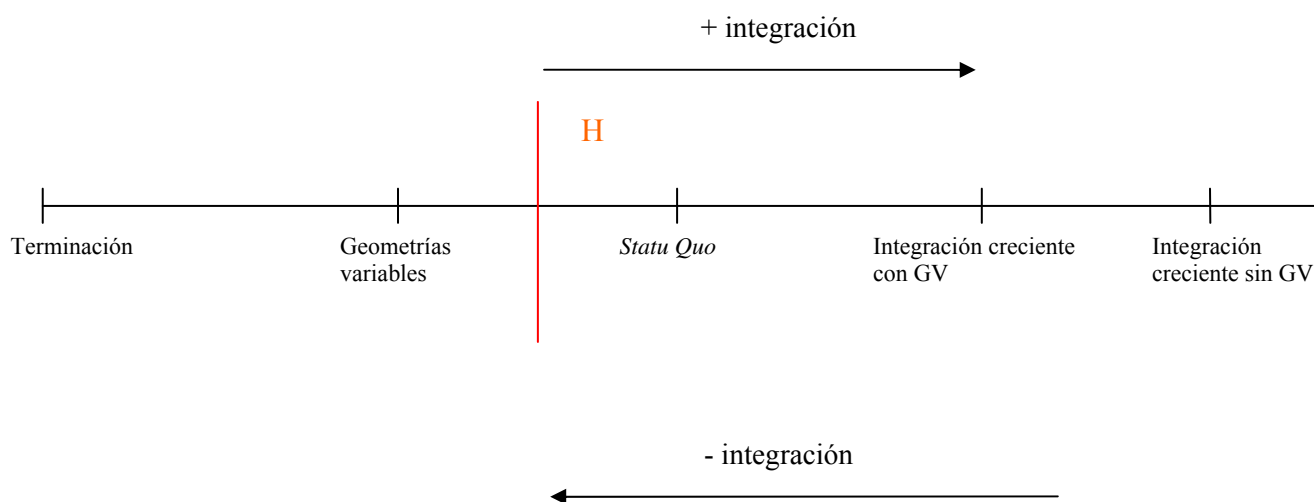 + integración
H
Terminación
Geometrías
variables
Statu Quo
Integración creciente
con GV
Integración
creciente sin GV
- integración